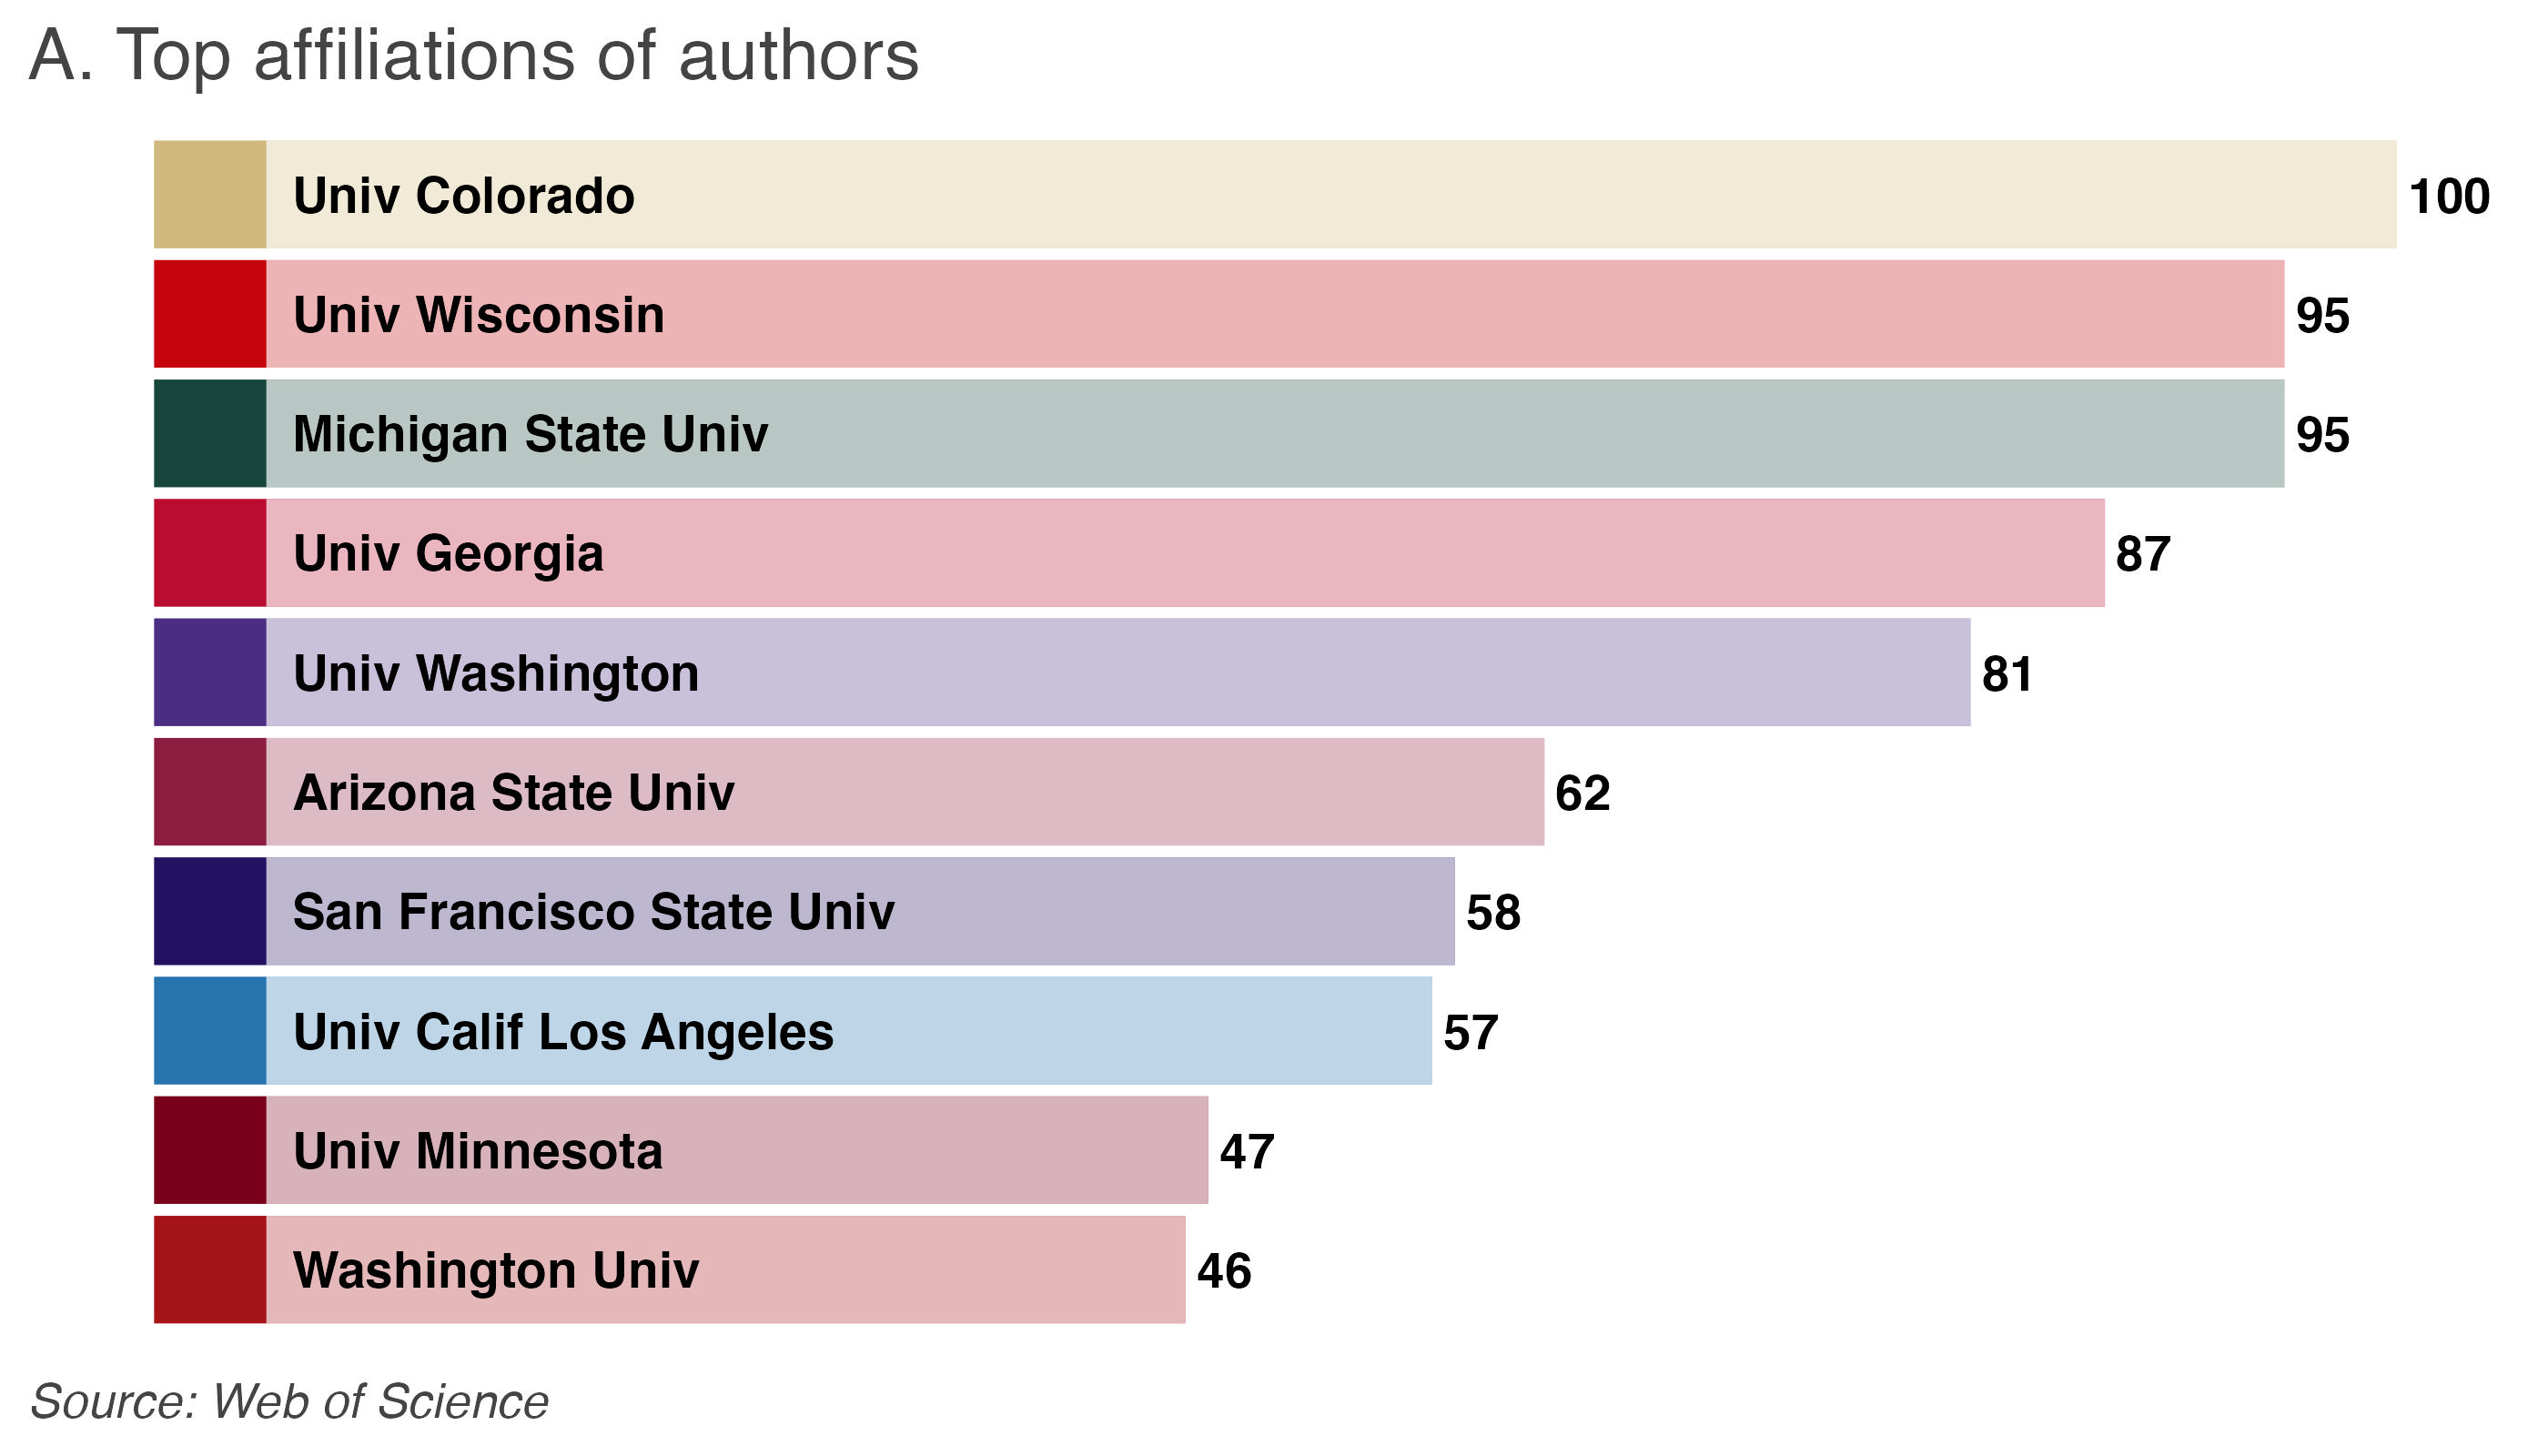 A. Top affiliations of authors
Univ Colorado 100
Univ Wisconsin 95
Michigan State Univ 95
Univ Georgia 87
Univ Washington 81
Arizona State Univ 62
San Francisco State Univ 58
Univ Calif Los Angeles 57
Univ Minnesota 47
Washington Univ 46
Source: Web of Science